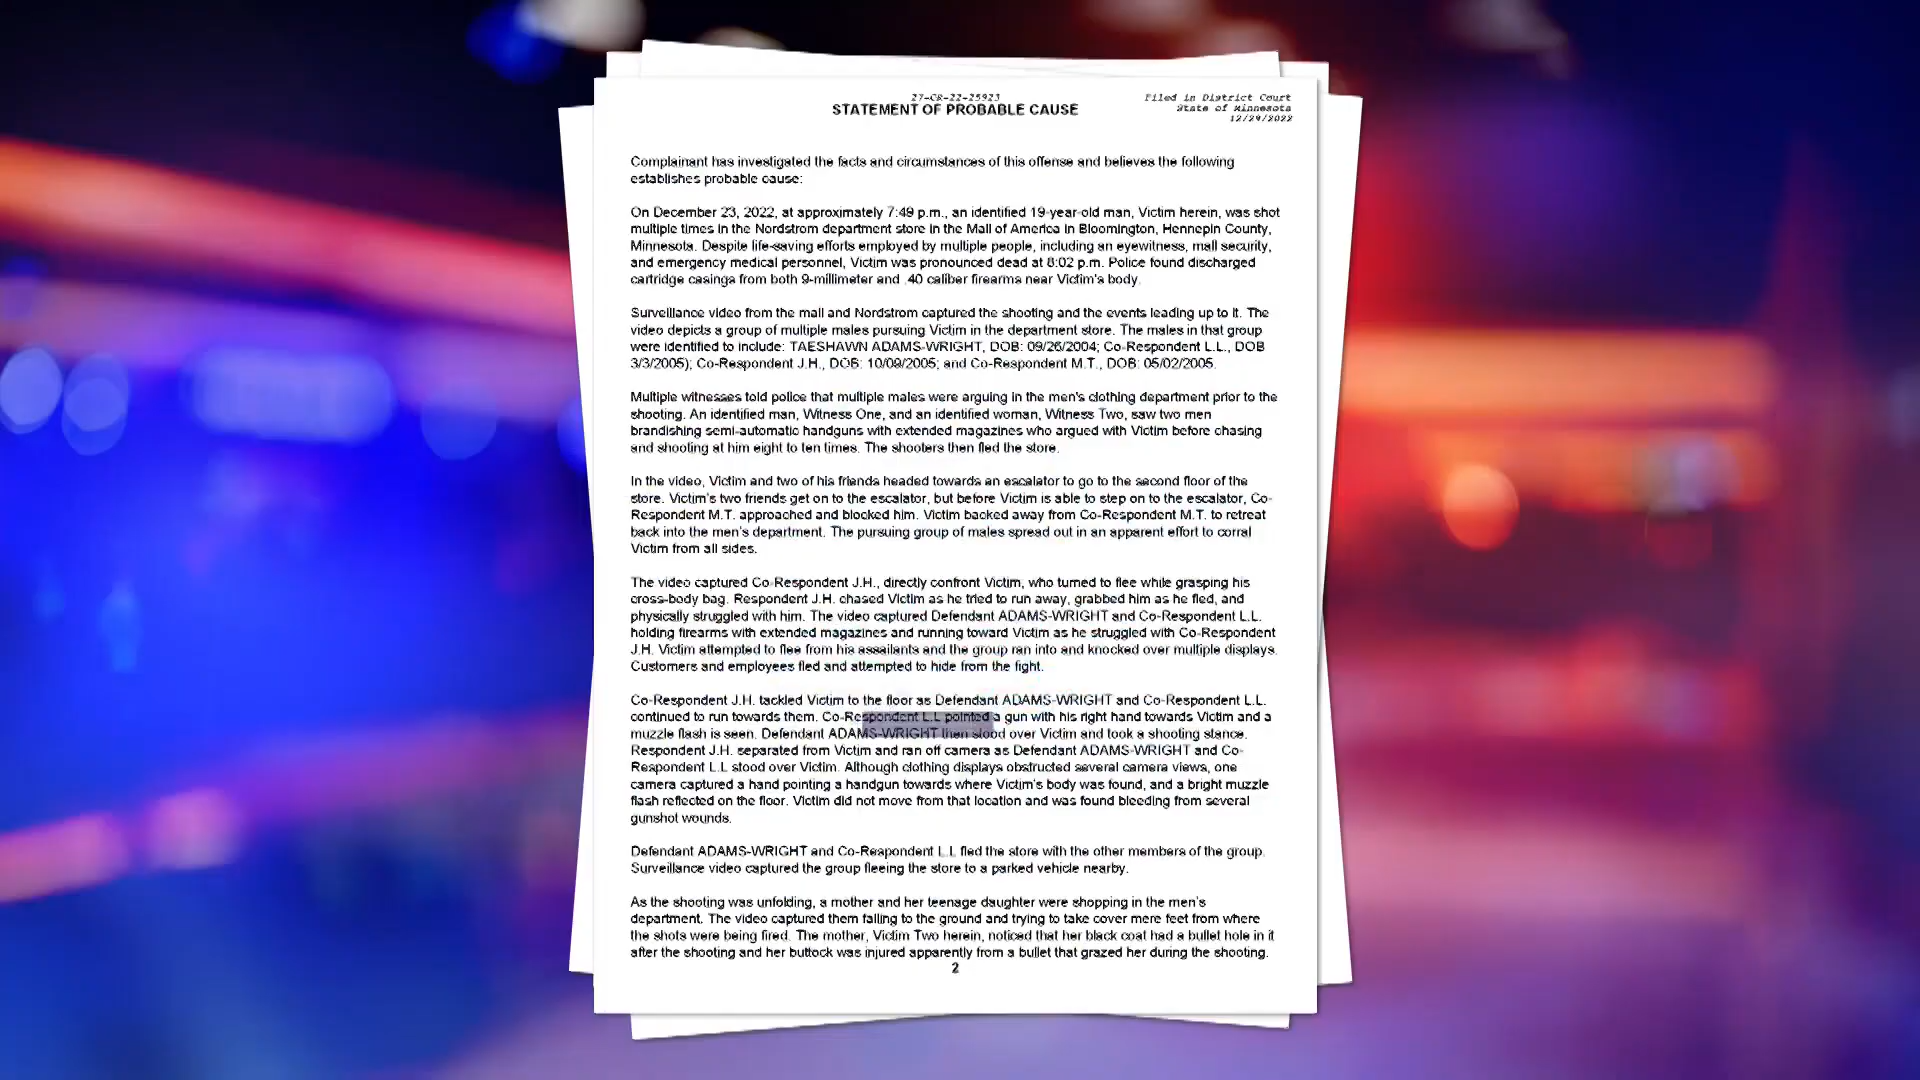 27-CR-22-25923
STATEMENT OF PROBABLE CAUSE
Filed in District Court
State of Minnesota
12/29/2022
Complainant has investigated the facts and circumstances of this offense and believes the following
establishes probable cause:
On December 23, 2022, at approximately 7:49 p.m., an identified 19-year-old man, Victim herein, was shot
multiple times in the Nordstrom department store in the Mall of America in Bloomington, Hennepin County,
Minnesota. Despite life-saving efforts employed by multiple people, including an eyewitness, mall security,
and emergency medical personnel, Victim was pronounced dead at 8:02 p.m. Police found discharged
cartridge casings from both 9-millimeter and .40 caliber firearms near Victim's body.
Surveillance video from the mall and Nordstrom captured the shooting and the events leading up to it. The
video depicts a group of multiple males pursuing Victim in the department store. The males in that group
were identified to include: TAESHAWN ADAMS-WRIGHT, DOB: 09/26/2004; Co-Respondent L.L., DOB
3/3/2005); Co-Respondent J.H., DOB: 10/09/2005; and Co-Respondent M.T., DOB: 05/02/2005.
Multiple witnesses told police that multiple males were arguing in the men's clothing department prior to the
shooting. An identified man, Witness One, and an identified woman, Witness Two, saw two men
brandishing semi-automatic handguns with extended magazines who argued with Victim before chasing
and shooting at him eight to ten times. The shooters then fled the store.
In the video, Victim and two of his friends headed towards an escalator to go to the second floor of the
store. Victim's two friends get on to the escalator, but before Victim is able to step on to the escalator, Co-
Respondent M.T. approached and blocked him. Victim backed away from Co-Respondent M.T. to retreat
back into the men's department. The pursuing group of males spread out in an apparent effort to corral
Victim from all sides.
The video captured Co-Respondent J.H., directly confront Victim, who turned to flee while grasping his
cross-body bag. Respondent J.H. chased Victim as he tried to run away, grabbed him as he fled, and
physically struggled with him. The video captured Defendant ADAMS-WRIGHT and Co-Respondent L.L.
holding firearms with extended magazines and running toward Victim as he struggled with Co-Respondent
J.H. Victim attempted to flee from his assailants and the group ran into and knocked over multiple displays.
Customers and employees fled and attempted to hide from the fight.
Co-Respondent J.H. tackled Victim to the floor as Defendant ADAMS-WRIGHT and Co-Respondent L.L.
continued to run towards them. Co-Respondent L.L pointed a gun with his right hand towards Victim and a
muzzle flash is seen. Defendant ADAMS-WRIGHT then stood over Victim and took a shooting stance.
Respondent J.H. separated from Victim and ran off camera as Defendant ADAMS-WRIGHT and Co-
Respondent L.L stood over Victim. Although clothing displays obstructed several camera views, one
camera captured a hand pointing a handgun towards where Victim's body was found, and a bright muzzle
flash reflected on the floor. Victim did not move from that location and was found bleeding from several
gunshot wounds.
Defendant ADAMS-WRIGHT and Co-Respondent L.L fled the store with the other members of the group.
Surveillance video captured the group fleeing the store to a parked vehicle nearby.
As the shooting was unfolding, a mother and her teenage daughter were shopping in the men's
department. The video captured them falling to the ground and trying to take cover mere feet from where
the shots were being fired. The mother, Victim Two herein, noticed that her black coat had a bullet hole in it
after the shooting and her buttock was injured apparently from a bullet that grazed her during the shooting.
2